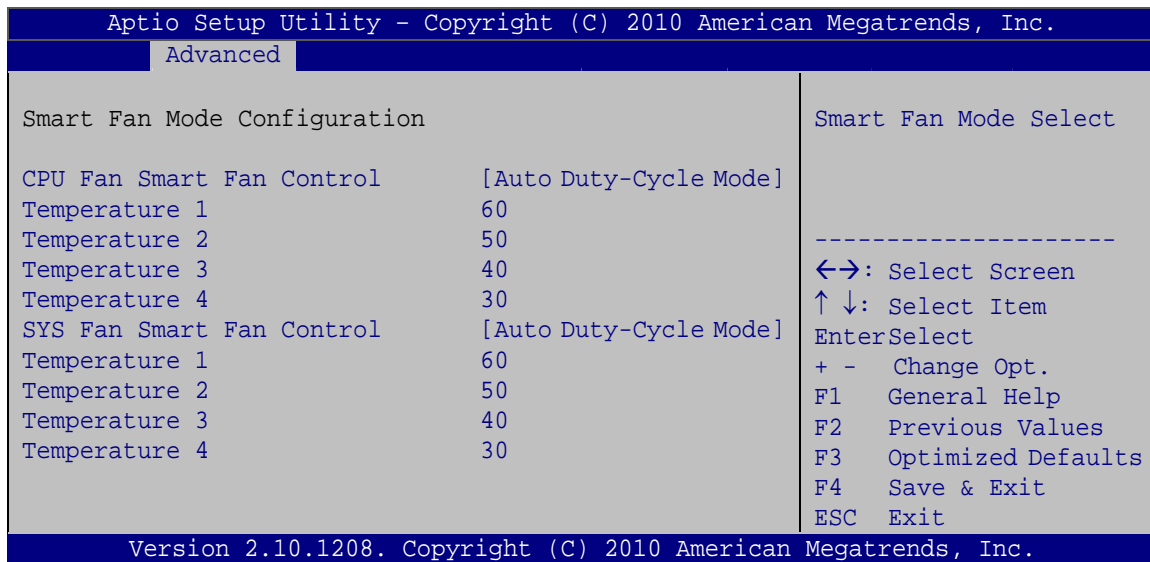 Aptio Setup Utility – Copyright (C) 2010 American Megatrends, Inc.
Advanced
Smart Fan Mode Configuration
CPU Fan Smart Fan Control [Auto Duty-Cycle Mode]
Temperature 1 60
Temperature 2 50
Temperature 3 40
Temperature 4 30
SYS Fan Smart Fan Control [Auto Duty-Cycle Mode]
Temperature 1 60
Temperature 2 50
Temperature 3 40
Temperature 4 30
Smart Fan Mode Select
---------------------
←→: Select Screen
↑ ↓: Select Item
EnterSelect
+ - Change Opt.
F1 General Help
F2 Previous Values
F3 Optimized Defaults
F4 Save & Exit
ESC Exit
Version 2.10.1208. Copyright (C) 2010 American Megatrends, Inc.